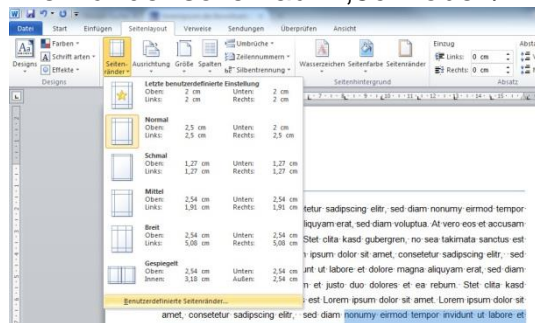 Datei Start Einfügen Seitenlayout Verweise Sendungen Überprüfen Ansicht
Designs
Farben
Schriftarten
Effekte
Designs
Seiten-
ränder
Ausrichtung
Größe
Spalten
Umbrüche
Zeilennummern
Silbentrennung
Wasserzeichen
Seitenfarbe
Seitenränder
Seitenhintergrund
Einzug
Links: 0 cm
Rechts: 0 cm
Absatz
Letzte benutzerdefinierte Einstellung
Oben: 2 cm Unten: 2 cm
Links: 2 cm Rechts: 2 cm
Normal
Oben: 2,5 cm Unten: 2 cm
Links: 2,5 cm Rechts: 2,5 cm
Schmal
Oben: 1,27 cm Unten: 1,27 cm
Links: 1,27 cm Rechts: 1,27 cm
Mittel
Oben: 2,54 cm Unten: 2,54 cm
Links: 1,91 cm Rechts: 1,91 cm
Breit
Oben: 2,54 cm Unten: 2,54 cm
Links: 5,08 cm Rechts: 5,08 cm
Gespiegelt
Oben: 2,54 cm Unten: 2,54 cm
Innen: 3,18 cm Außen: 2,54 cm
Benutzerdefinierte Seitenränder...
sadipscing elitr, sed diam nonumy eirmod tempor
aliquyam erat, sed diam voluptua. At vero eos et accusam
Stet clita kasd gubergren, no sea takimata sanctus est
ipsum dolor sit amet, consetetur sadipscing elitr, sed
ut labore et dolore magna aliquyam erat, sed diam
et justo duo dolores et ea rebum. Stet clita kasd
est Lorem ipsum dolor sit amet. Lorem ipsum dolor sit
amet, consetetur sadipscing elitr, sed diam nonumy eirmod tempor invidunt ut labore et